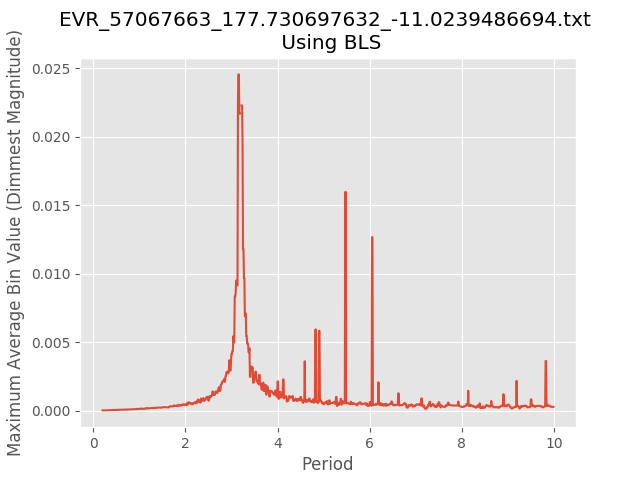 EVR_57067663_177.730697632_-11.0239486694.txt
Using BLS
Maximum Average Bin Value (Dimmest Magnitude)
0.025
0.020
0.015
0.010
0.005
0.000
0 2 4 6 8 10
Period